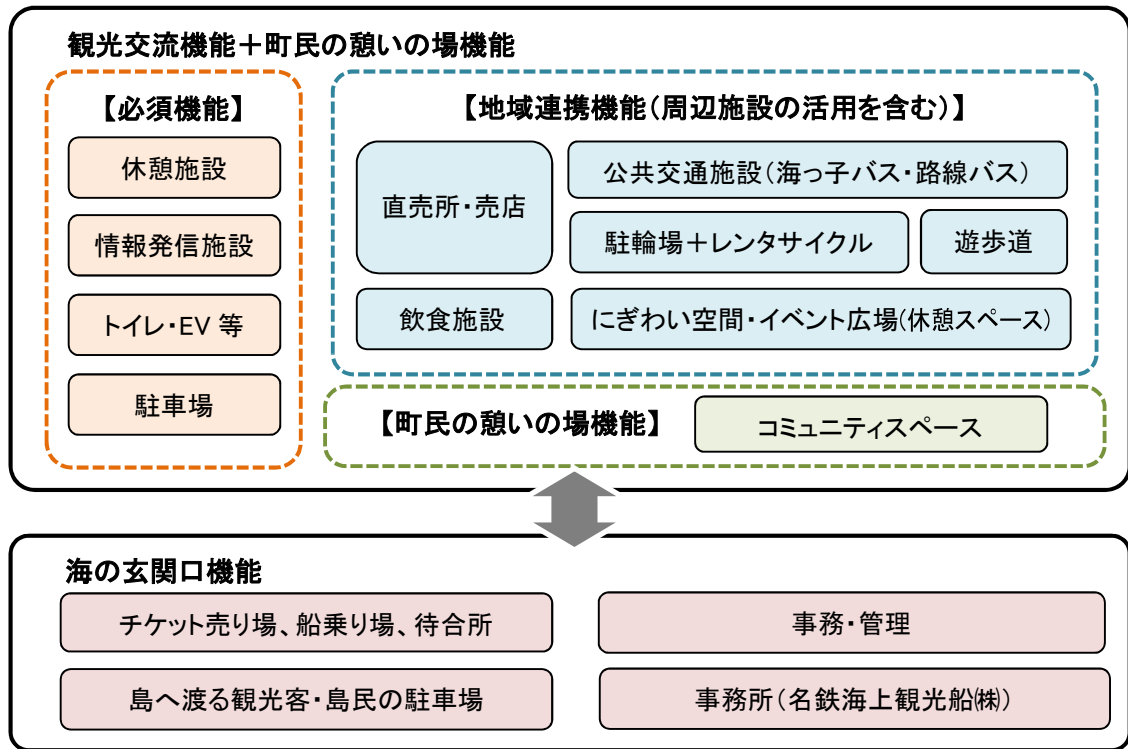 観光交流機能＋町民の憩いの場機能
【必須機能】
休憩施設
情報発信施設
トイレ・EV 等
駐車場
【地域連携機能（周辺施設の活用を含む）】
直売所・売店
公共交通施設（海っ子バス・路線バス）
駐輪場＋レンタサイクル
遊歩道
飲食施設
にぎわい空間・イベント広場(休憩スペース)
【町民の憩いの場機能】
コミュニティスペース
海の玄関口機能
チケット売り場、船乗り場、待合所
事務・管理
島へ渡る観光客・島民の駐車場
事務所（名鉄海上観光船㈱）